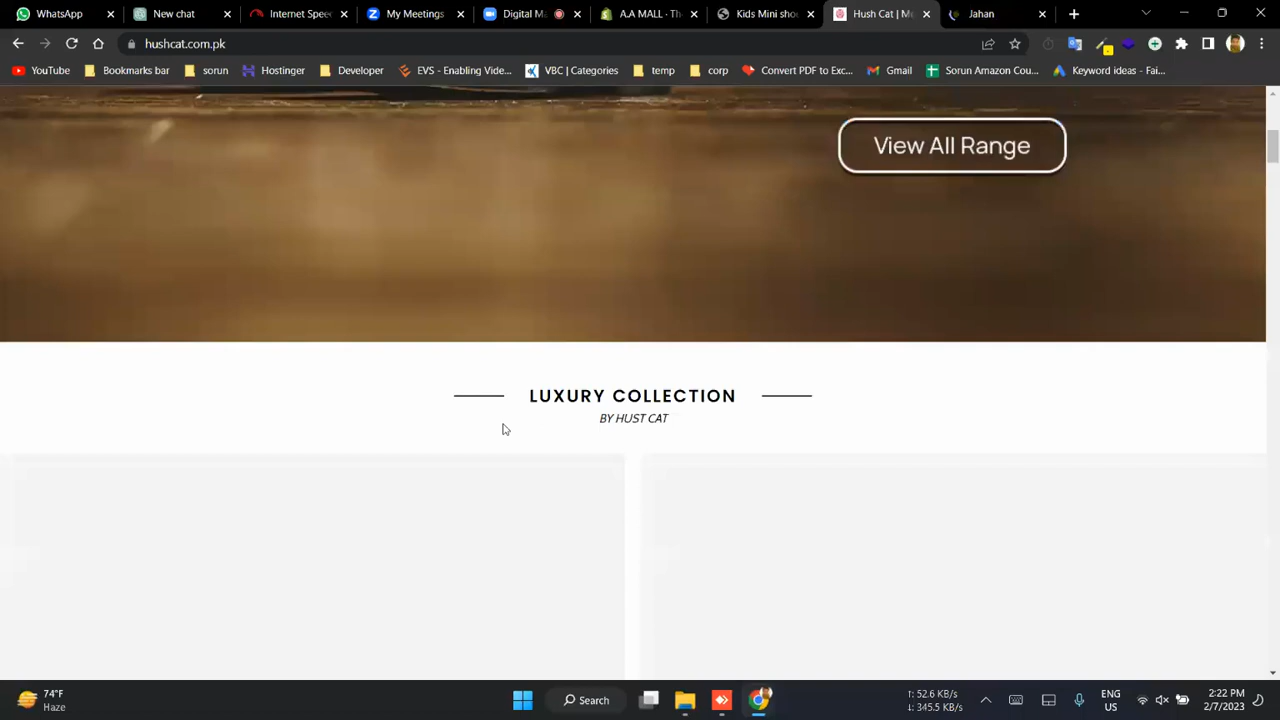 WhatsApp
New chat
Internet Spee
My Meetings
Digital M
A.A MALL · Th
Kids Mini sho
Hush Cat | M
Jahan
hushcat.com.pk
YouTube
Bookmarks bar
sorun
Hostinger
Developer
EVS - Enabling Vide...
VBC | Categories
temp
corp
Convert PDF to Exc...
Gmail
Sorun Amazon Cou...
Keyword ideas - Fai...
View All Range
LUXURY COLLECTION
BY HUST CAT
74°F
Haze
Search
↑: 52.6 KB/s
↓: 345.5 KB/s
ENG
US
2:22 PM
2/7/2023